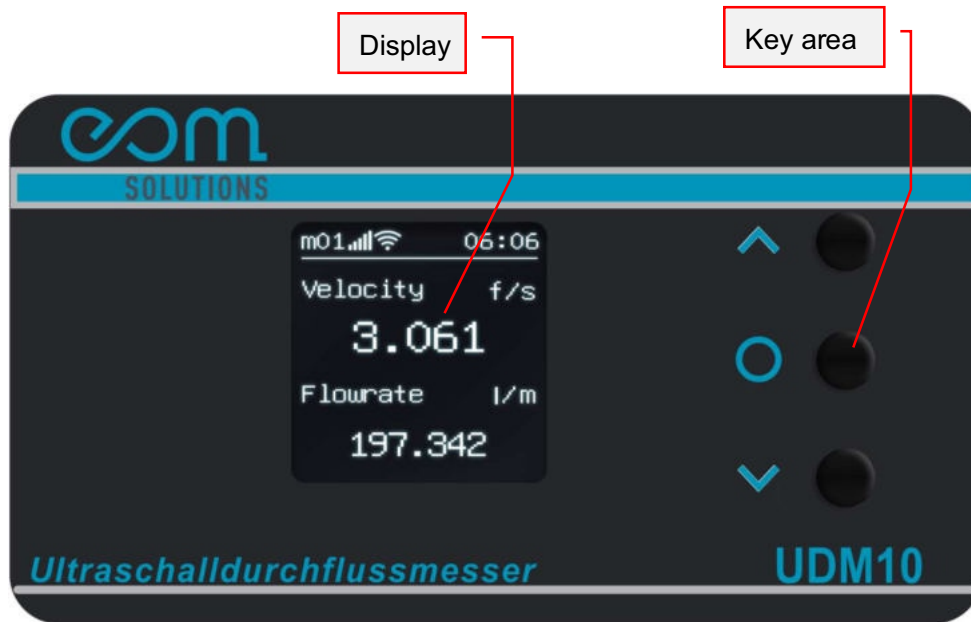 Display
Key area
eom
SOLUTIONS
m01 06:06
Velocity f/s
3.061
Flowrate l/m
197.342
Ultraschalldurchflussmesser
UDM10